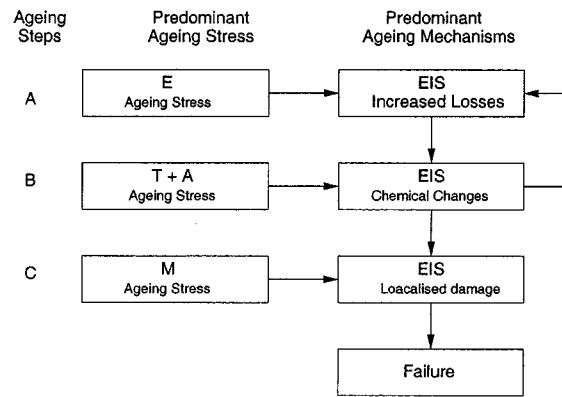 Ageing
Steps
Predominant
Ageing Stress
Predominant
Ageing Mechanisms
A
E
Ageing Stress
EIS
Increased Losses
B
T + A
Ageing Stress
EIS
Chemical Changes
C
M
Ageing Stress
EIS
Loacalised damage
Failure